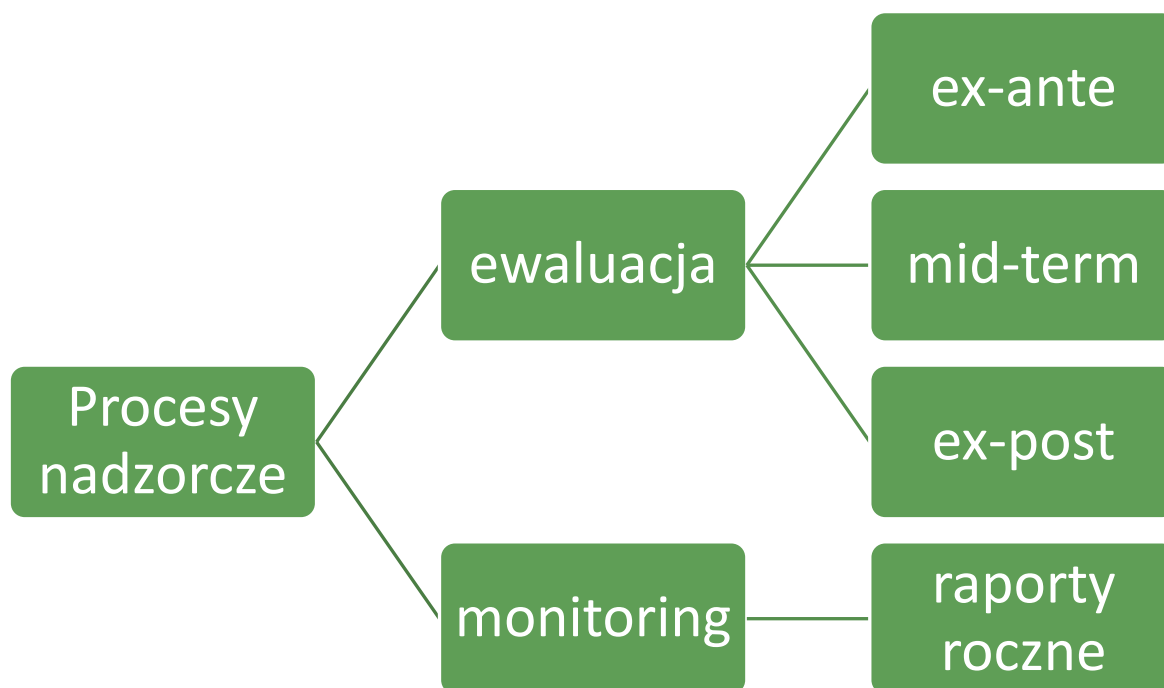 Procesy
nadzorcze
ewaluacja
ex-ante
mid-term
ex-post
monitoring
raporty
roczne